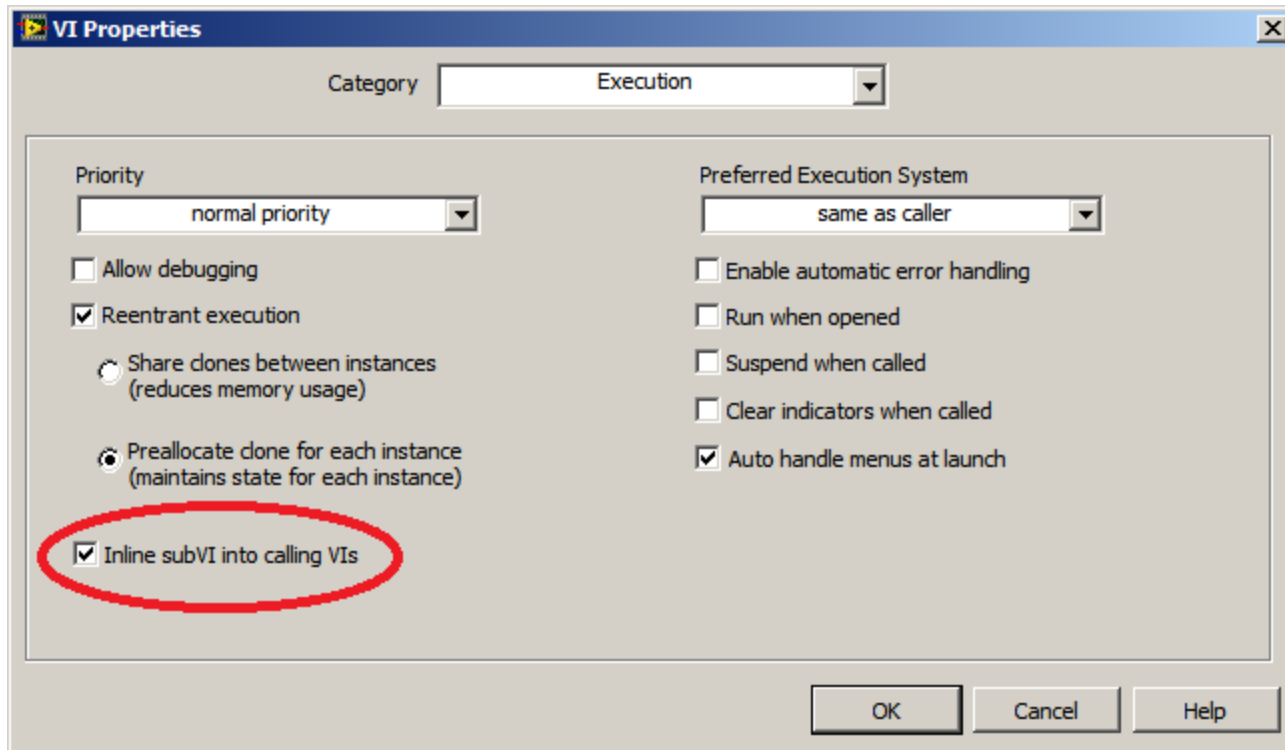 VI Properties
Category
Execution
Priority
normal priority
Allow debugging
Reentrant execution
Share clones between instances
(reduces memory usage)
Preallocate clone for each instance
(maintains state for each instance)
Inline subVI into calling VIs
Preferred Execution System
same as caller
Enable automatic error handling
Run when opened
Suspend when called
Clear indicators when called
Auto handle menus at launch
OK
Cancel
Help